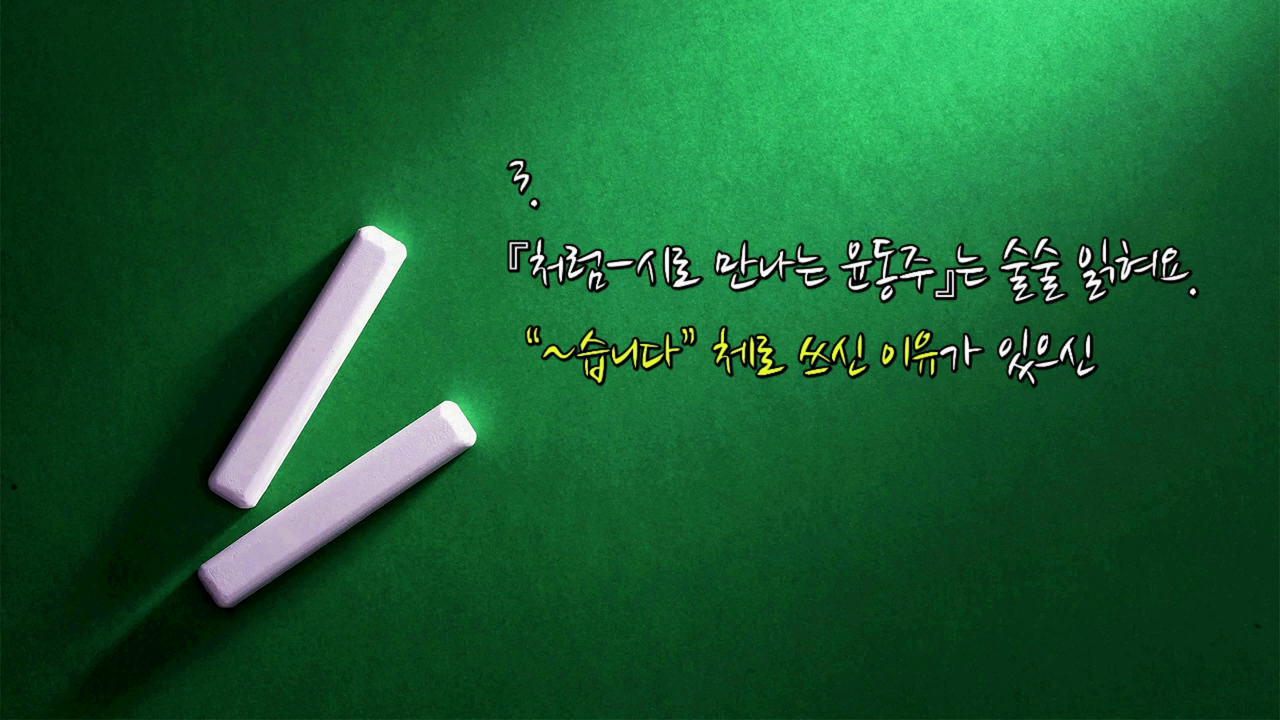 3.
『처럼-시로 만나는 윤동주』는 술술 읽혀요.
“~습니다” 체로 쓰신 이유가 있으신